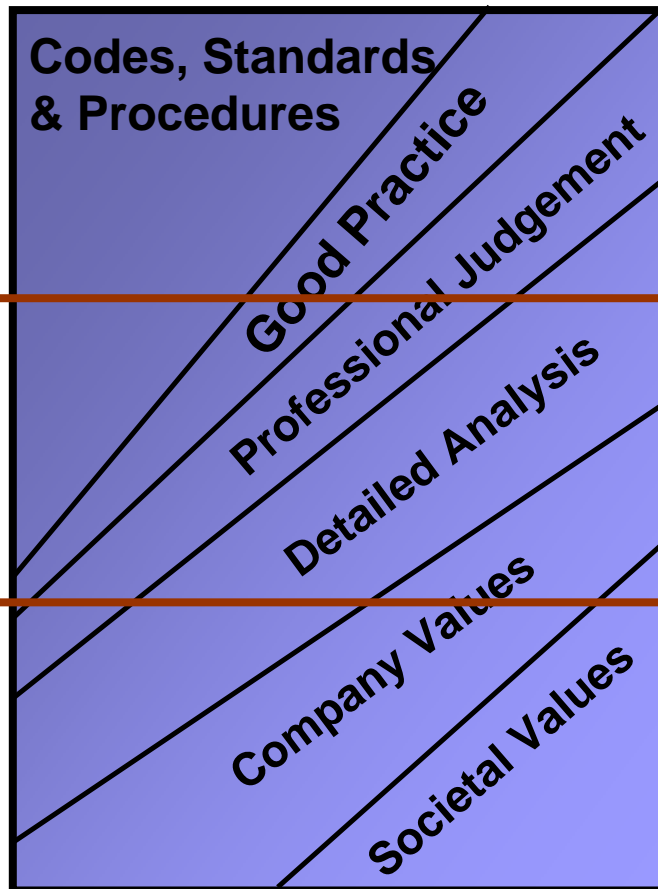 Codes, Standards
& Procedures
Good Practice
Professional Judgement
Detailed Analysis
Company Values
Societal Values